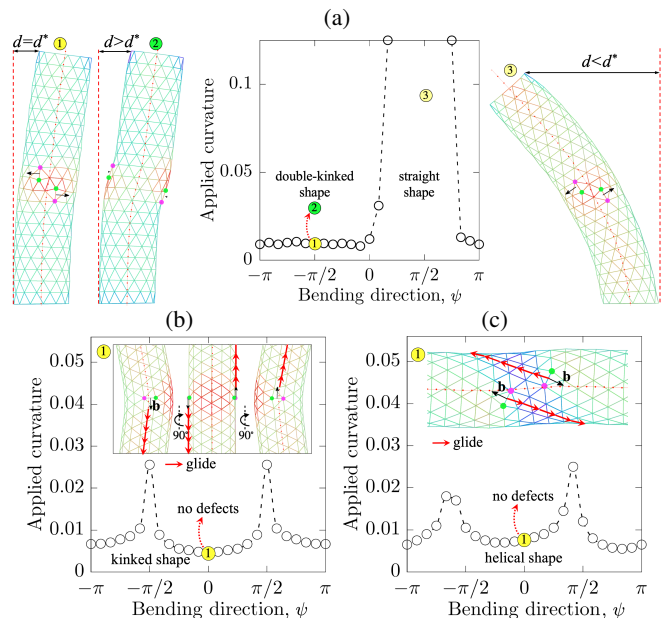 (a)
d=d*
1
d>d*
2
Applied curvature
0.1
0.05
0
3
double-kinked
shape
straight
shape
2
1
−π
−π/2
0
π/2
π
Bending direction, ψ
3
d<d*
(b)
1
Applied curvature
0.05
0.04
0.03
0.02
0.01
0
b
90°
90°
glide
no defects
kinked shape
1
−π
−π/2
0
π/2
π
Bending direction, ψ
(c)
1
Applied curvature
0.05
0.04
0.03
0.02
0.01
0
b
b
glide
no defects
1
helical shape
−π
−π/2
0
π/2
π
Bending direction, ψ